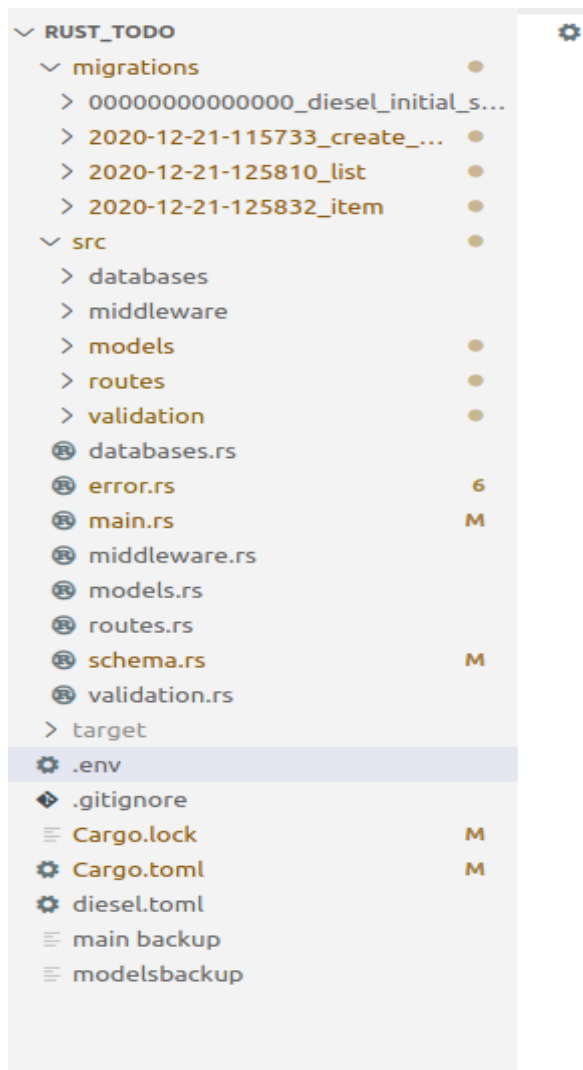 RUST_TODO
migrations
00000000000000_diesel_initial_s...
2020-12-21-115733_create_...
2020-12-21-125810_list
2020-12-21-125832_item
src
databases
middleware
models
routes
validation
databases.rs
error.rs 6
main.rs M
middleware.rs
models.rs
routes.rs
schema.rs M
validation.rs
target
.env
.gitignore
Cargo.lock M
Cargo.toml M
diesel.toml
main backup
modelsbackup